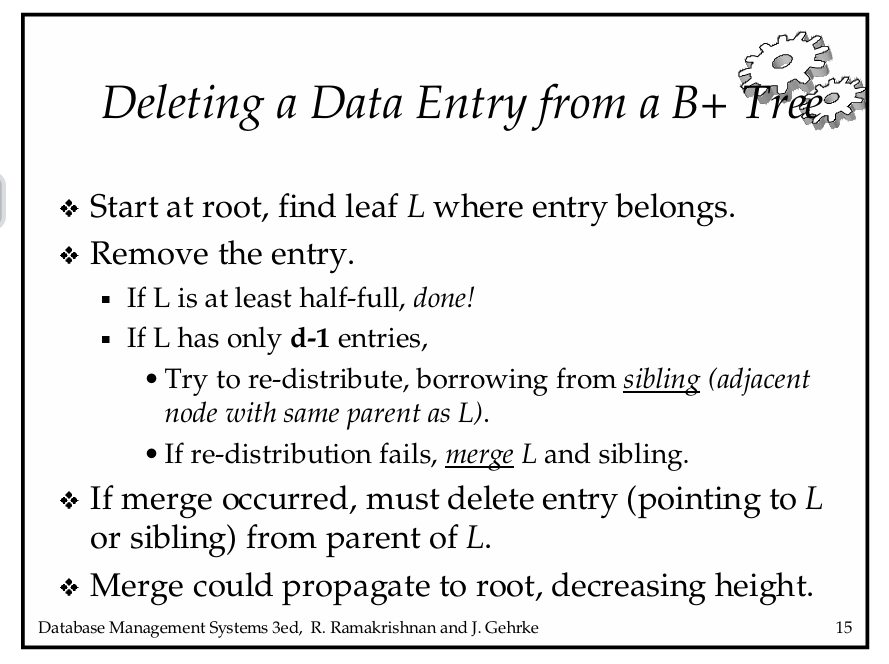 Deleting a Data Entry from a B+ Tree
❖ Start at root, find leaf L where entry belongs.
❖ Remove the entry.
▪ If L is at least half-full, done!
▪ If L has only d-1 entries,
• Try to re-distribute, borrowing from sibling (adjacent
node with same parent as L).
• If re-distribution fails, merge L and sibling.
❖ If merge occurred, must delete entry (pointing to L
or sibling) from parent of L.
❖ Merge could propagate to root, decreasing height.
Database Management Systems 3ed, R. Ramakrishnan and J. Gehrke 15